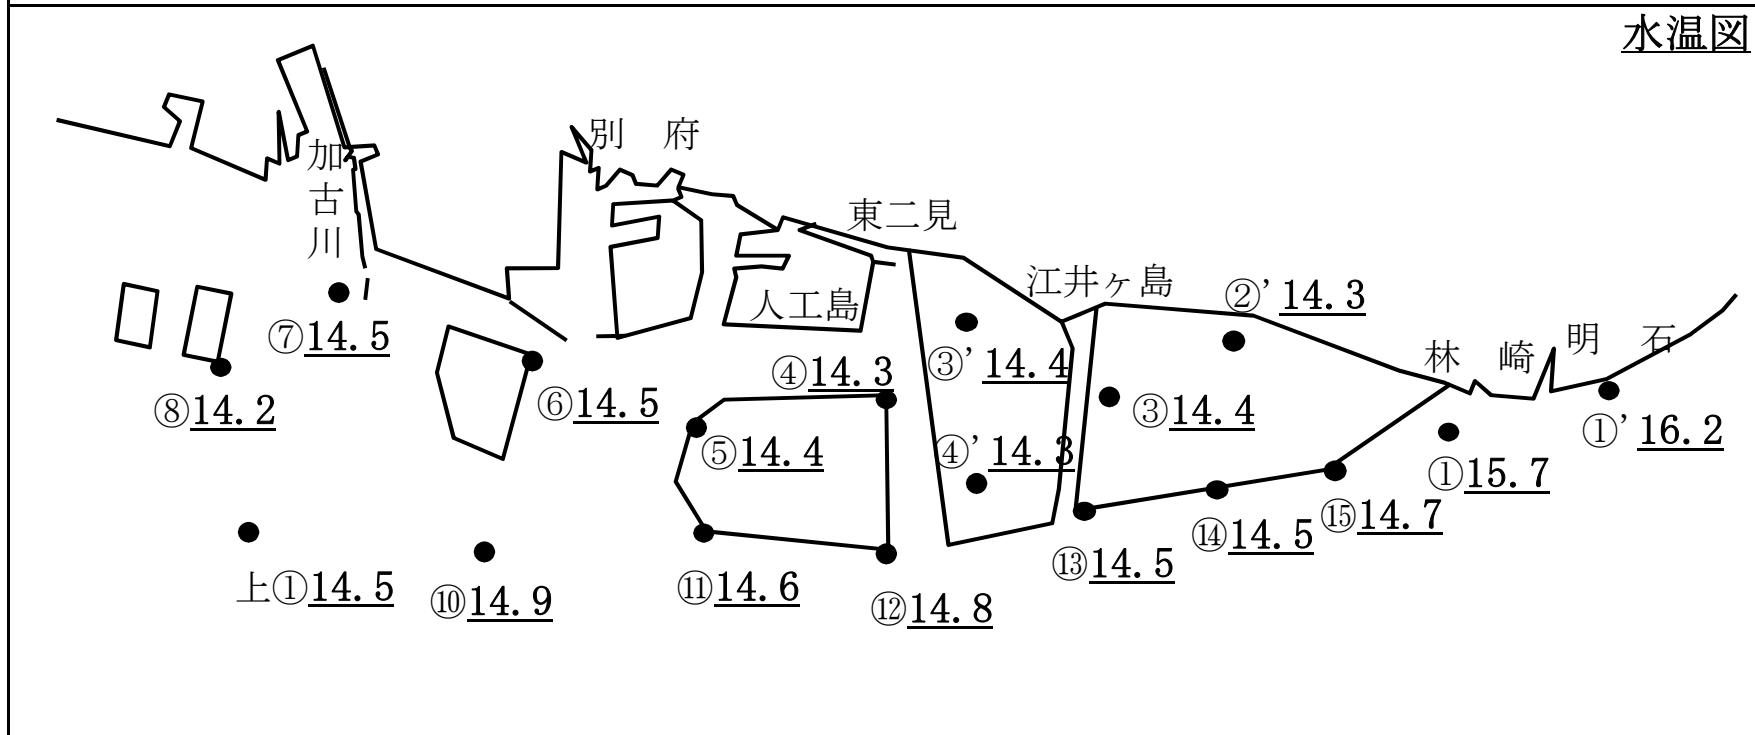 水温図
別　府
加古川
東二見
江井ヶ島
②’14.3
人工島
⑦14.5
林　崎
明　石
③’14.4
④14.3
⑧14.2
⑥14.5
③14.4
①’16.2
⑤14.4
④’14.3
①15.7
⑮14.7
⑭14.5
⑬14.5
上①14.5
⑩14.9
⑪14.6
⑫14.8